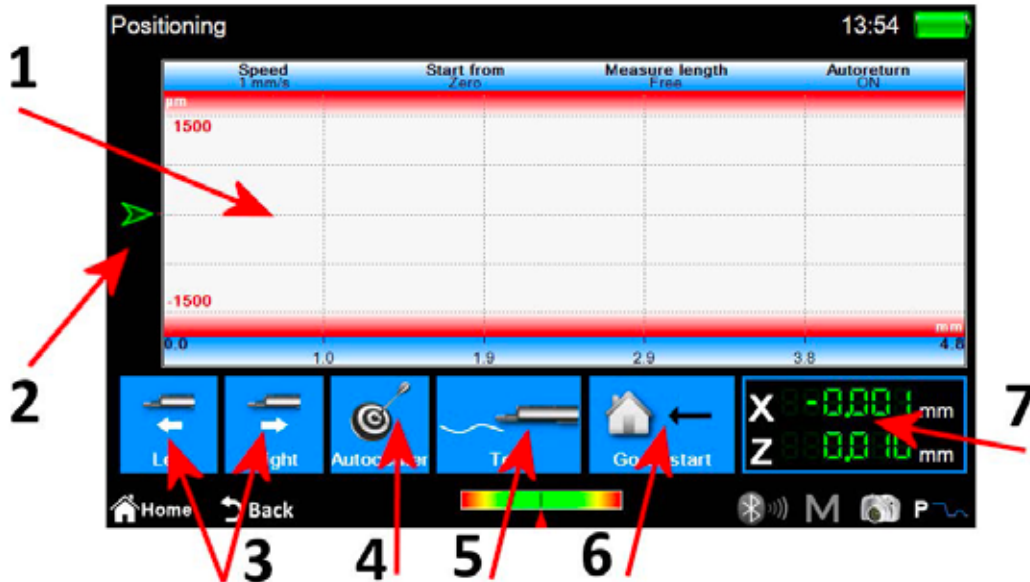 Positioning 13:54
1
Speed Start from Measure length Autoreturn
1 mm/s Zero Free ON
µm
1500
2
-1500
mm
0.0 4.8
1.0 1.9 2.9 3.8
X -0,001 mm
7
Z 0,010 mm
Home Back M P
3 4 5 6